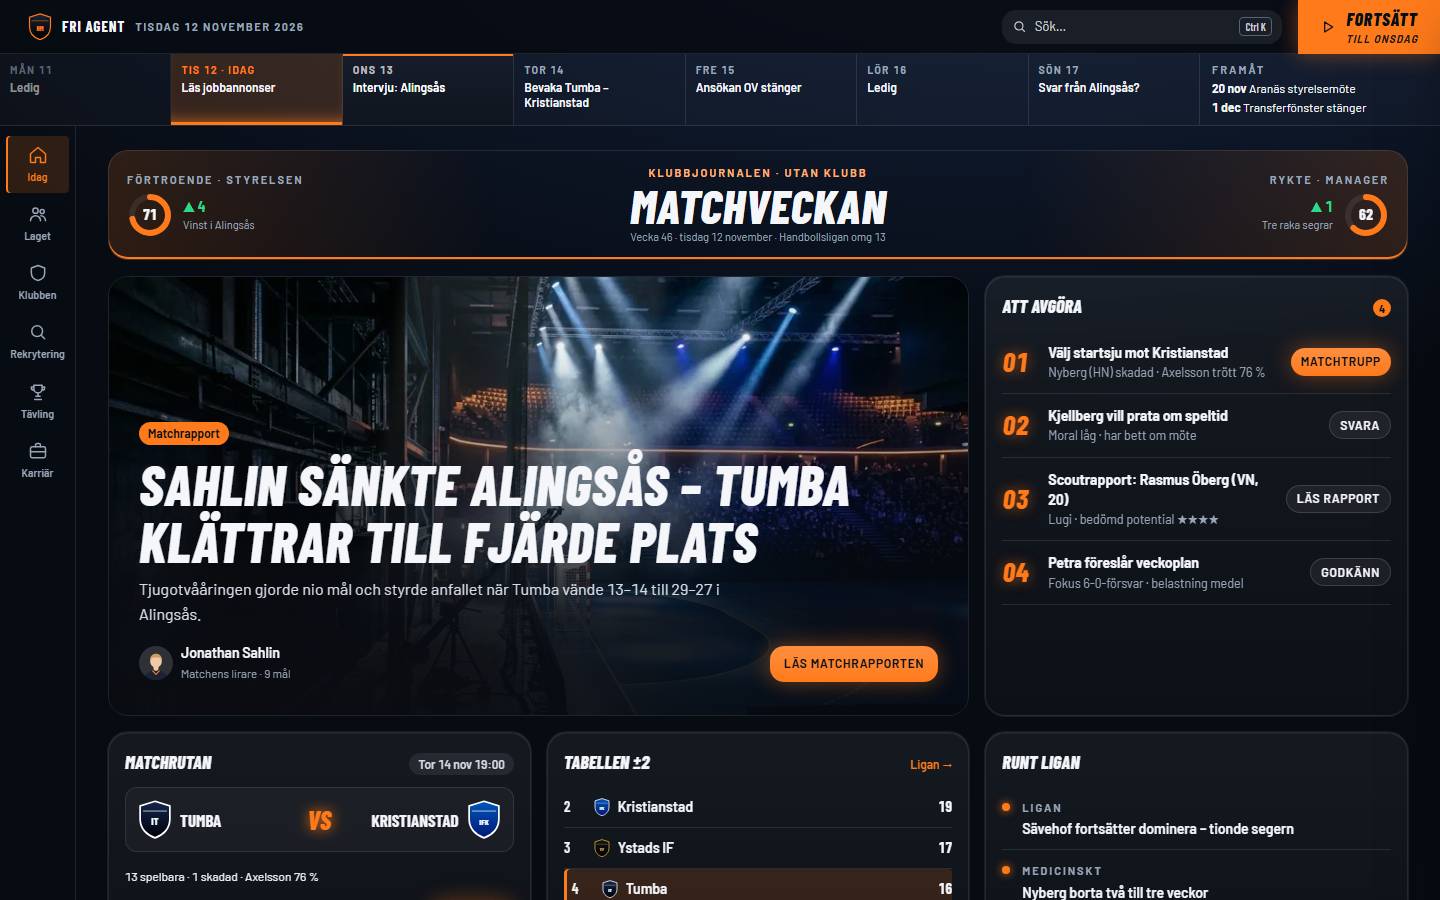 FRI AGENT TISDAG 12 NOVEMBER 2026
Sök... Ctrl K
FORTSÄTT
TILL ONSDAG
MÅN 11
Ledig
TIS 12 · IDAG
Läs jobbannonser
ONS 13
Intervju: Alingsås
TOR 14
Bevaka Tumba –
Kristianstad
FRE 15
Ansökan OV stänger
LÖR 16
Ledig
SÖN 17
Svar från Alingsås?
FRAMÅT
20 nov Aranäs styrelsemöte
1 dec Transferfönster stänger
Idag
Laget
Klubben
Rekrytering
Tävling
Karriär
FÖRTROENDE · STYRELSEN
71
▲4
Vinst i Alingsås
KLUBBJOURNALEN · UTAN KLUBB
MATCHVECKAN
Vecka 46 · tisdag 12 november · Handbollsligan omg 13
RYKTE · MANAGER
▲1
Tre raka segrar
62
Matchrapport
SAHLIN SÄNKTE ALINGSÅS – TUMBA
KLÄTTRAR TILL FJÄRDE PLATS
Tjugotvååringen gjorde nio mål och styrde anfallet när Tumba vände 13–14 till 29–27 i
Alingsås.
Jonathan Sahlin
Matchens lirare · 9 mål
LÄS MATCHRAPPORTEN
ATT AVGÖRA
4
01
Välj startsju mot Kristianstad
Nyberg (HN) skadad · Axelsson trött 76 %
MATCHTRUPP
02
Kjellberg vill prata om speltid
Moral låg · har bett om möte
SVARA
03
Scoutrapport: Rasmus Öberg (VN,
20)
Lugi · bedömd potential ★★★★
LÄS RAPPORT
04
Petra föreslår veckoplan
Fokus 6-0-försvar · belastning medel
GODKÄNN
MATCHRUTAN
Tor 14 nov 19:00
IT TUMBA VS KRISTIANSTAD IFK
13 spelbara · 1 skadad · Axelsson 76 %
TABELLEN ±2
Ligan →
2 Kristianstad 19
3 Ystads IF 17
4 Tumba 16
RUNT LIGAN
LIGAN
Sävehof fortsätter dominera – tionde segern
MEDICINSKT
Nyberg borta två till tre veckor